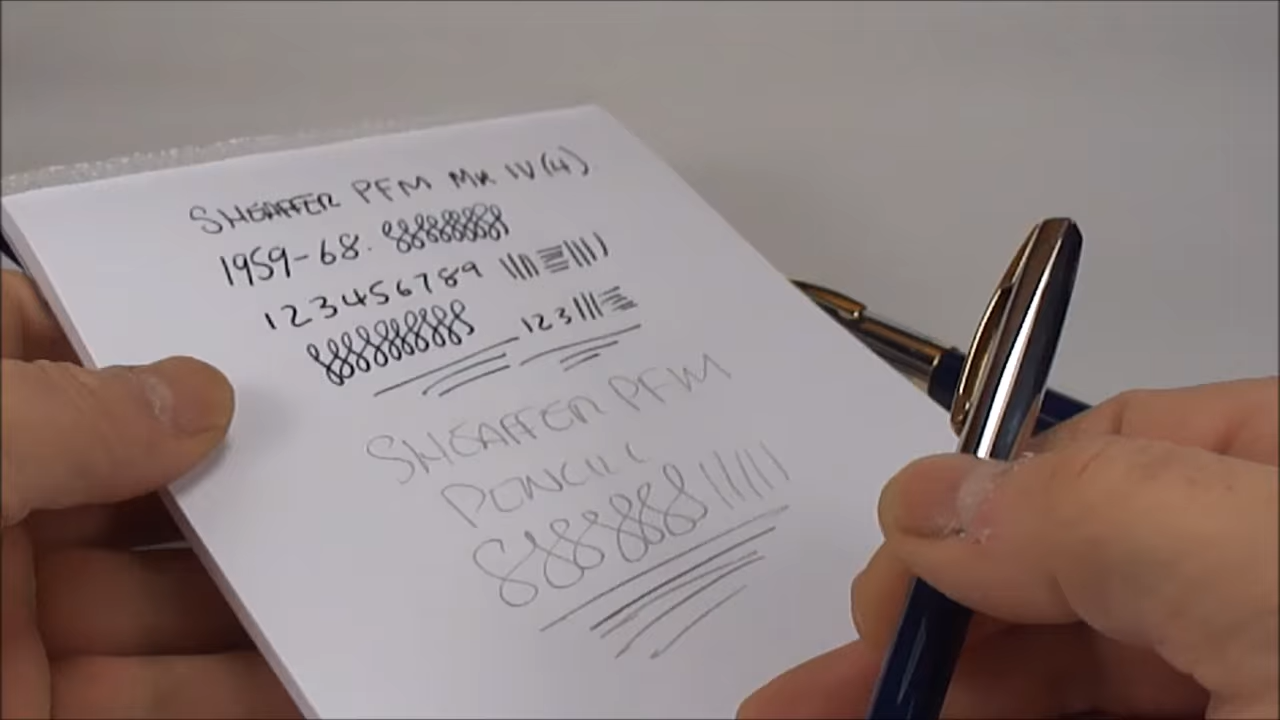 SHEAFFER PFM MK IV (4)
1959-68.
123456789
123
SHEAFFER PFM
PENCIL